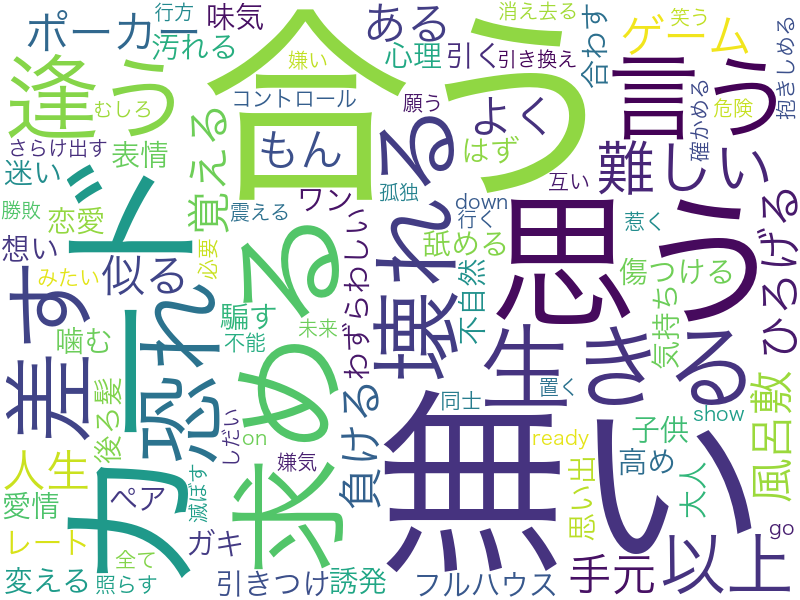 行方
味気
ある
消え去る
笑う
ポーカー
汚れる
合う
嫌い
心理
引く
引き換え
合わす
ゲーム
抱きしめる
逢う
むしろ
コントロール
願う
よく
言う
危険
確かめる
さらけ出す
表情
覚える
もん
壊れる
はず
難しい
迷い
カード
勝敗
恋愛
震える
ワン
孤独
down
互い
行く
惹く
ひろげる
想い
恐れ
似る
必要
わずらわしい
舐める
思う
傷つける
差す
みたい
騙す
求める
不自然
生きる
気持ち
噛む
不能
未来
無い
置く
後ろ髪
on
しだい
負ける
同士
子供
show
風呂敷
人生
嫌気
ready
高め
愛情
ペア
滅ぼす
思い出
大人
レート
ガキ
go
変える
全て
照らす
引きつけ
誘発
フルハウス
手元
以上